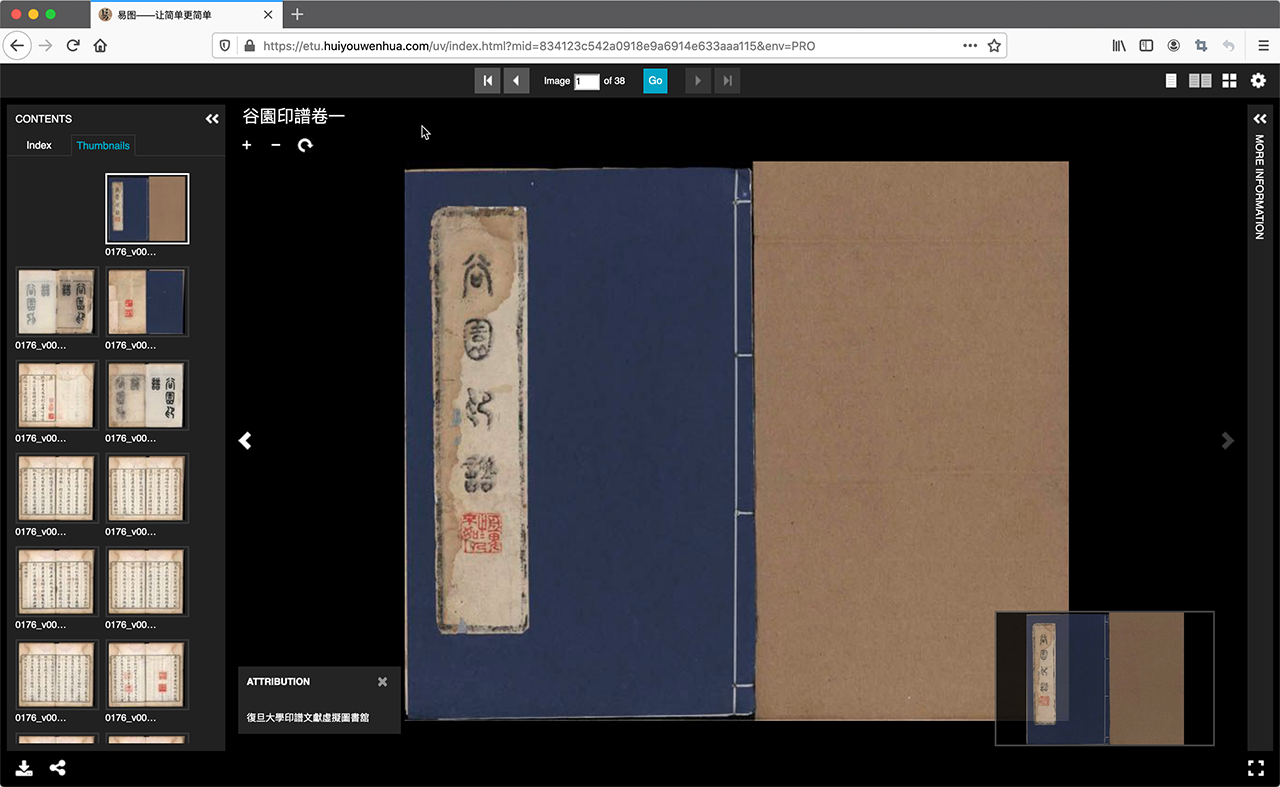 易图——让简单更简单
https://etu.huiyouwenhua.com/uv/index.html?mid=834123c542a0918e9a6914e633aaa115&env=PRO
Image 1 of 38 Go
CONTENTS
Index Thumbnails
0176_v00...
0176_v00... 0176_v00...
0176_v00... 0176_v00...
0176_v00... 0176_v00...
0176_v00... 0176_v00...
0176_v00... 0176_v00...
谷園印譜卷一
谷園印譜
ATTRIBUTION
復旦大學印譜文獻虛擬圖書館
MORE INFORMATION